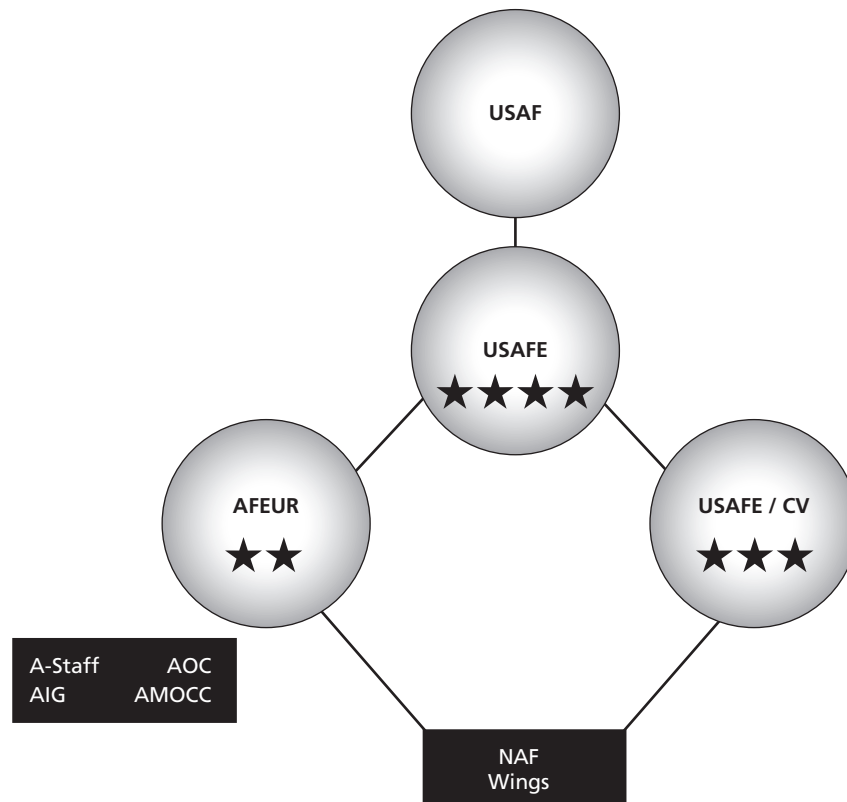 USAF
USAFE
AFEUR
USAFE / CV
A-Staff AOC
AIG AMOCC
NAF
Wings